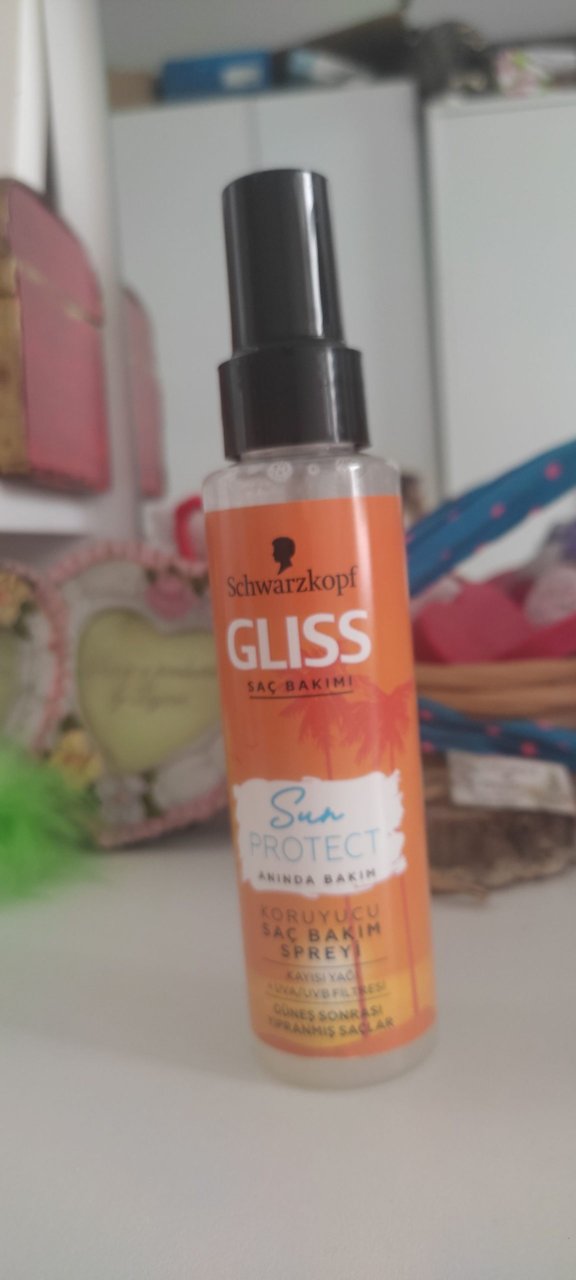 Schwarzkopf
GLISS
SAÇ BAKIMI
Sun
PROTECT
ANINDA BAKIM
KORUYUCU
SAÇ BAKIM
SPREYİ
KAYISI YAĞI
+ UVA/UVB FİLTRESİ
GÜNEŞ SONRASI
YIPRANMIŞ SAÇLAR